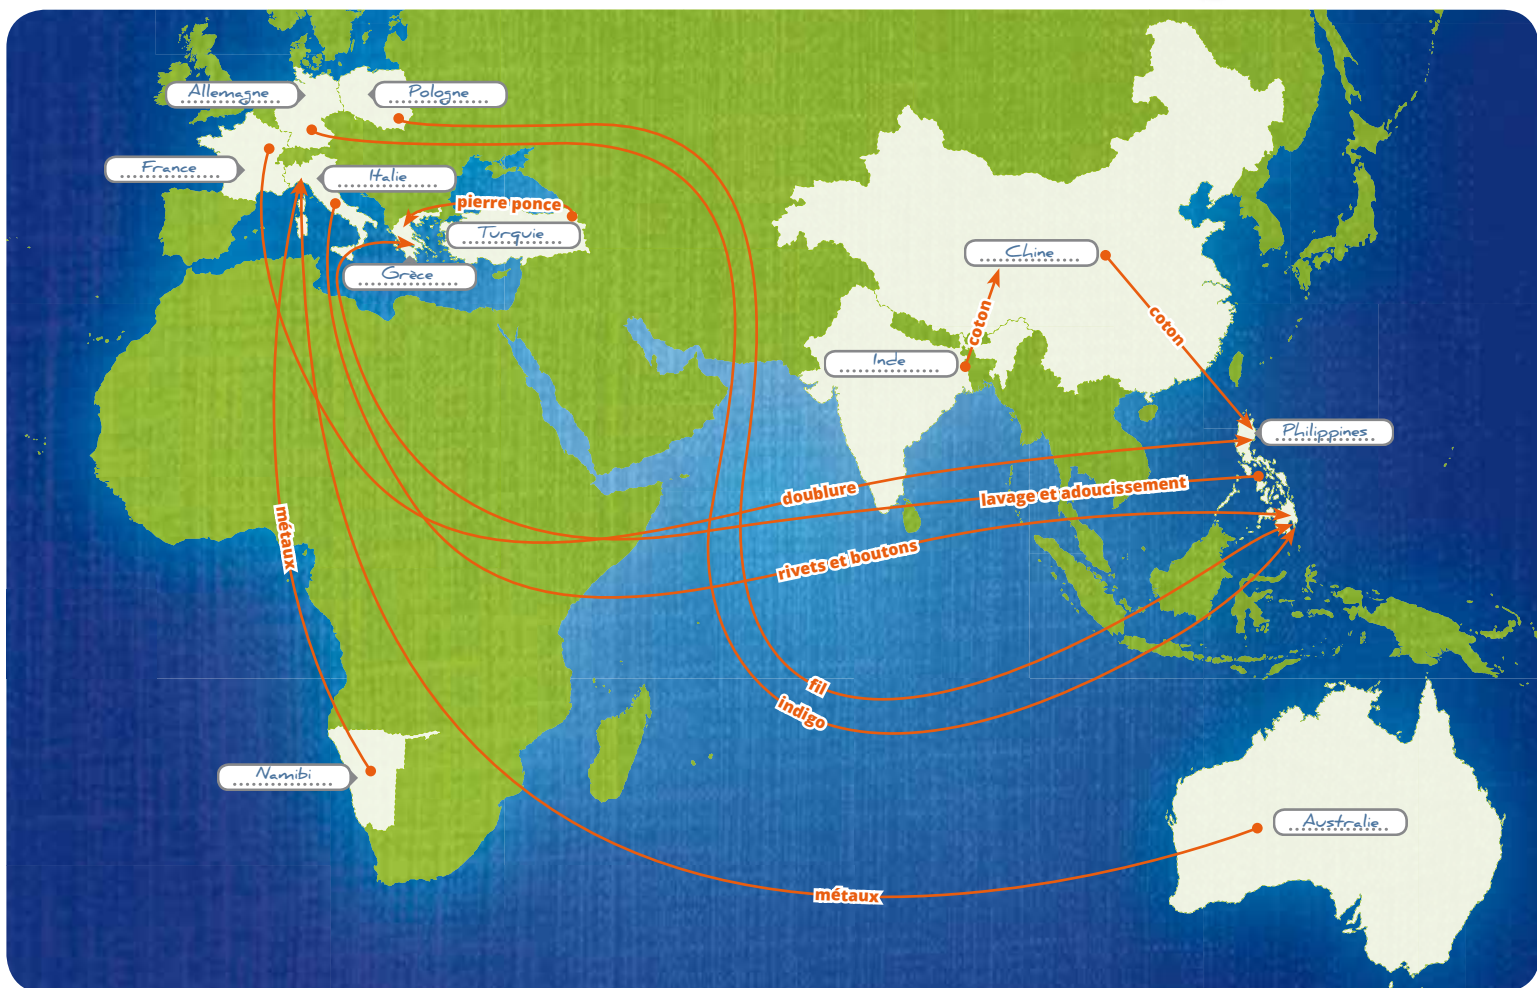 Allemagne
Pologne
France
Italie
pierre ponce
Turquie
Grèce
Chine
coton
coton
Inde
Philippines
doublure
lavage et adoucissement
métaux
rivets et boutons
fil
indigo
Namibi
Australie
métaux